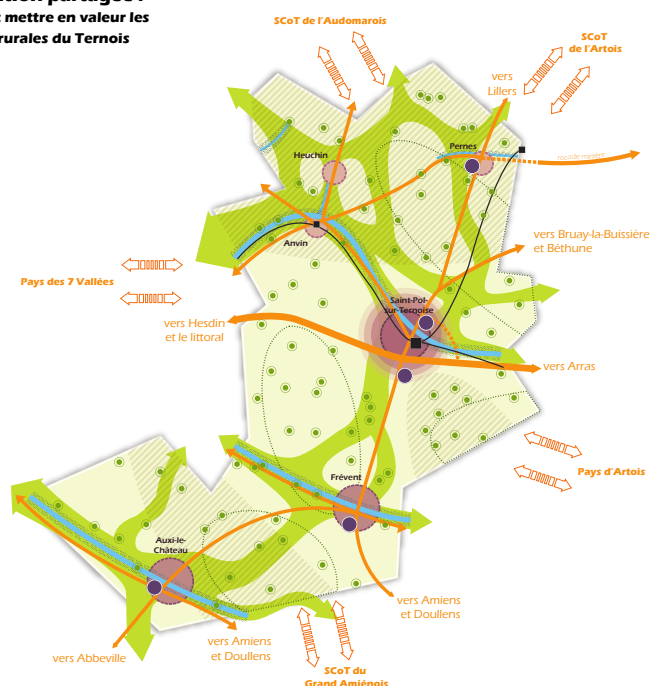 SCoT de l'Audomarois
mettre en valeur les
rurales du Ternois
SCoT
de l'Artois
vers
Lillers
Pernes
Heuchin
rocade minière
Anvin
vers Bruay-la-Buissière
et Béthune
Pays des 7 Vallées
Saint-Pol-
sur-Ternoise
vers Hesdin
et le littoral
vers Arras
Pays d'Artois
Frévent
Auxi-le-
Château
vers Amiens
et Doullens
vers Amiens
et Doullens
vers Abbeville
SCoT du
Grand Amiénois